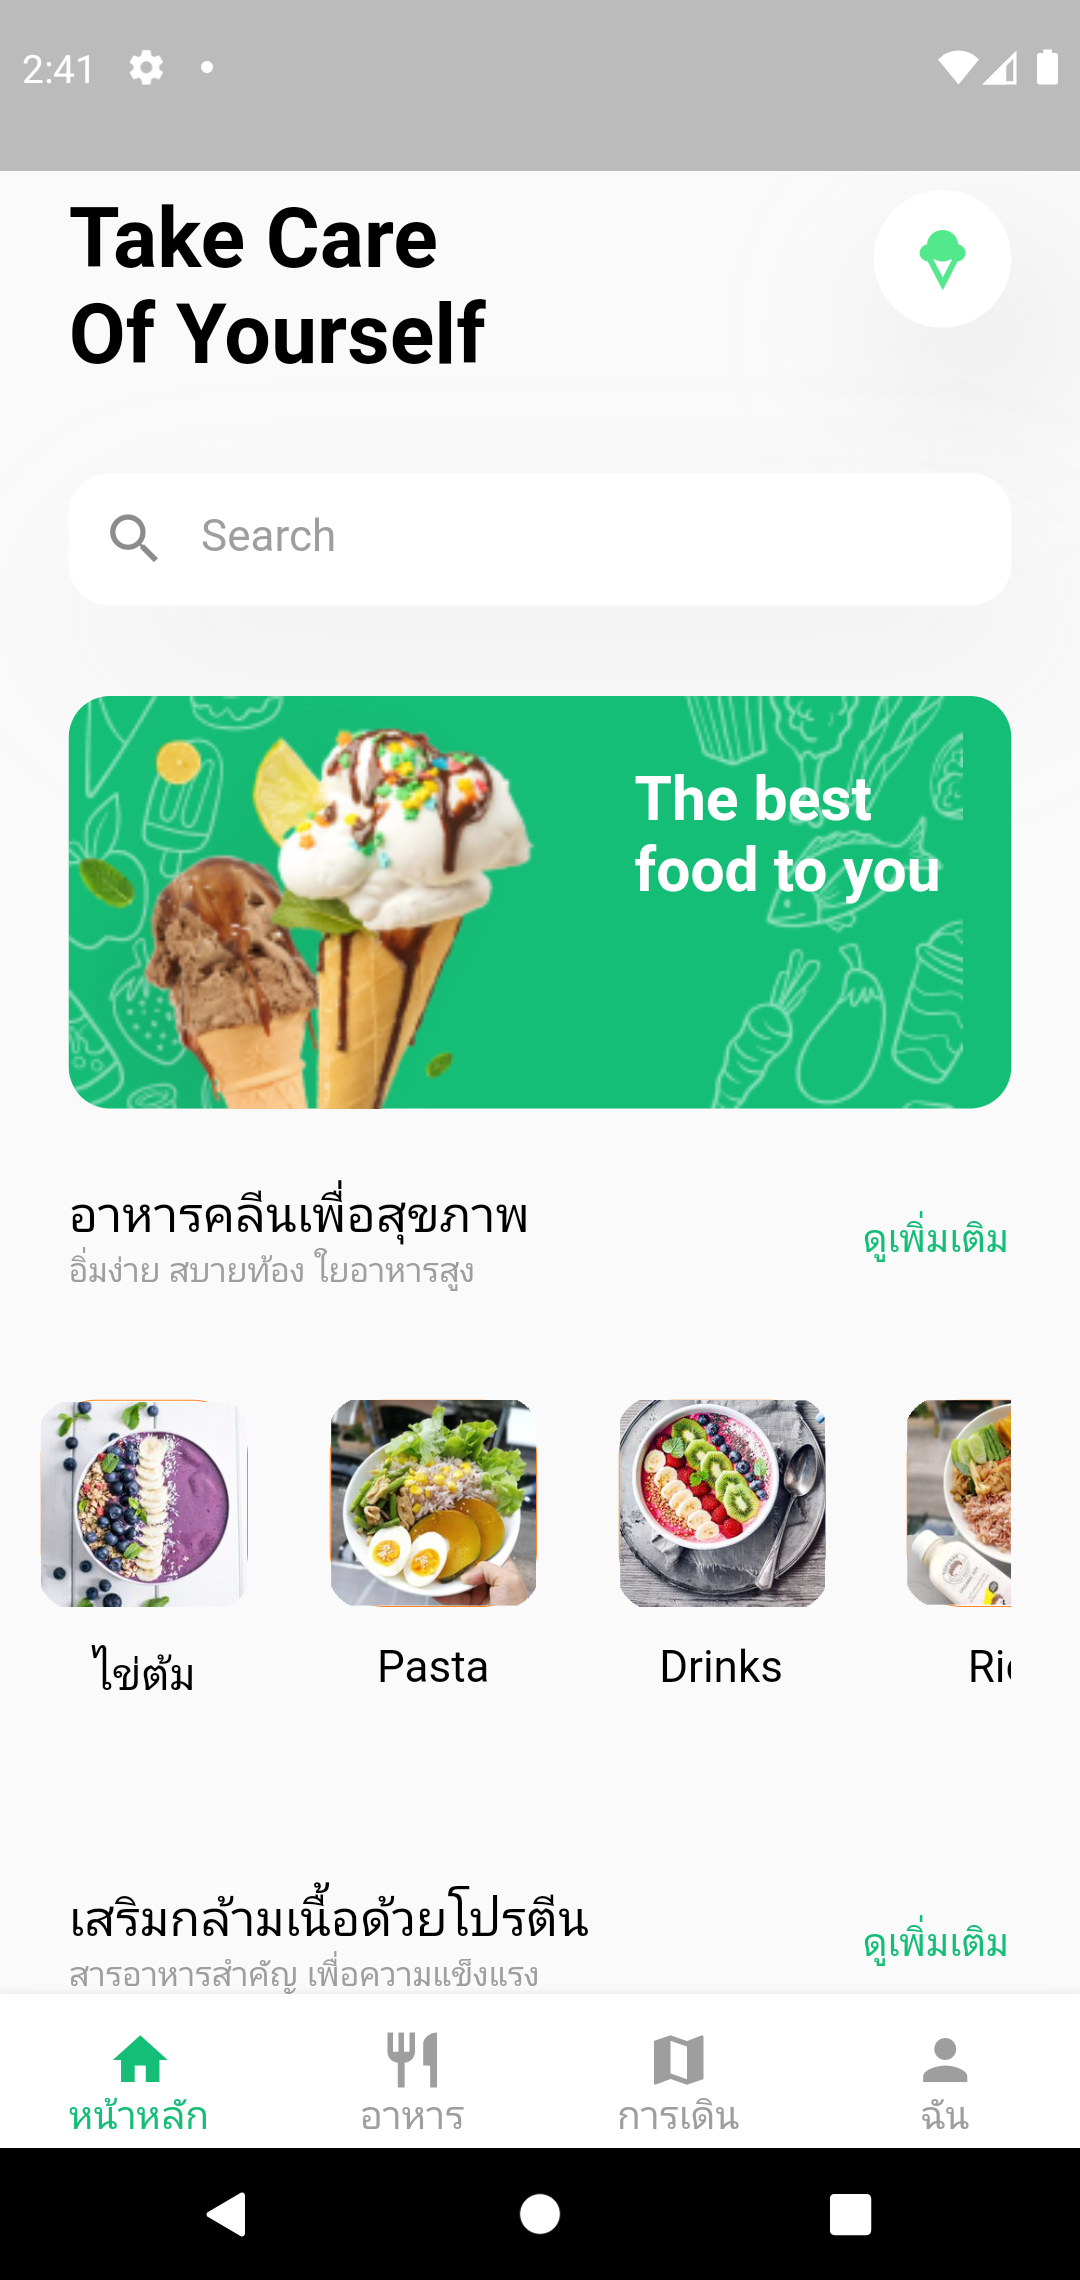 2:41
Take Care
Of Yourself
Search
The best
food to you
อาหารคลีนเพื่อสุขภาพ
ดูเพิ่มเติม
อิ่มง่าย สบายท้อง ใยอาหารสูง
ไข่ต้ม
Pasta
Drinks
เสริมกล้ามเนื้อด้วยโปรตีน
ดูเพิ่มเติม
สารอาหารสำคัญ เพื่อความแข็งแรง
หน้าหลัก
อาหาร
การเดิน
ฉัน